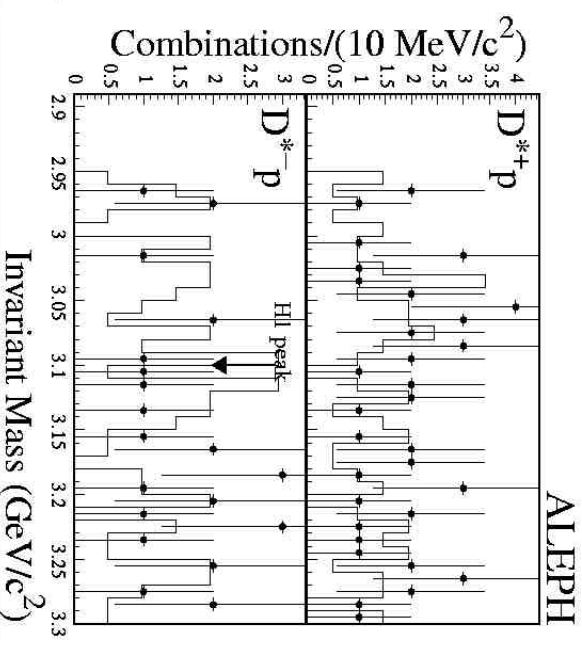 Combinations/(10 MeV/c²)
0 0.5 1 1.5 2 2.5 3 0 0.5 1 1.5 2 2.5 3 3.5 4
ALEPH
D*+p
D*−p
H1 peak
2.9 2.95 3 3.05 3.1 3.15 3.2 3.25 3.3
Invariant Mass (GeV/c²)